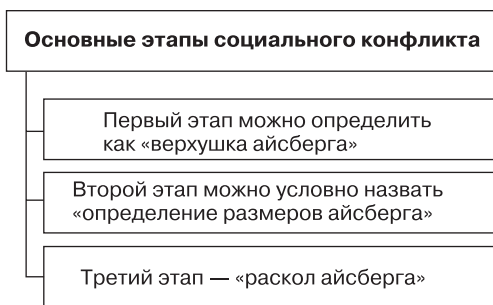 Основные этапы социального конфликта
Первый этап можно определить
как «верхушка айсберга»
Второй этап можно условно назвать
«определение размеров айсберга»
Третий этап — «раскол айсберга»